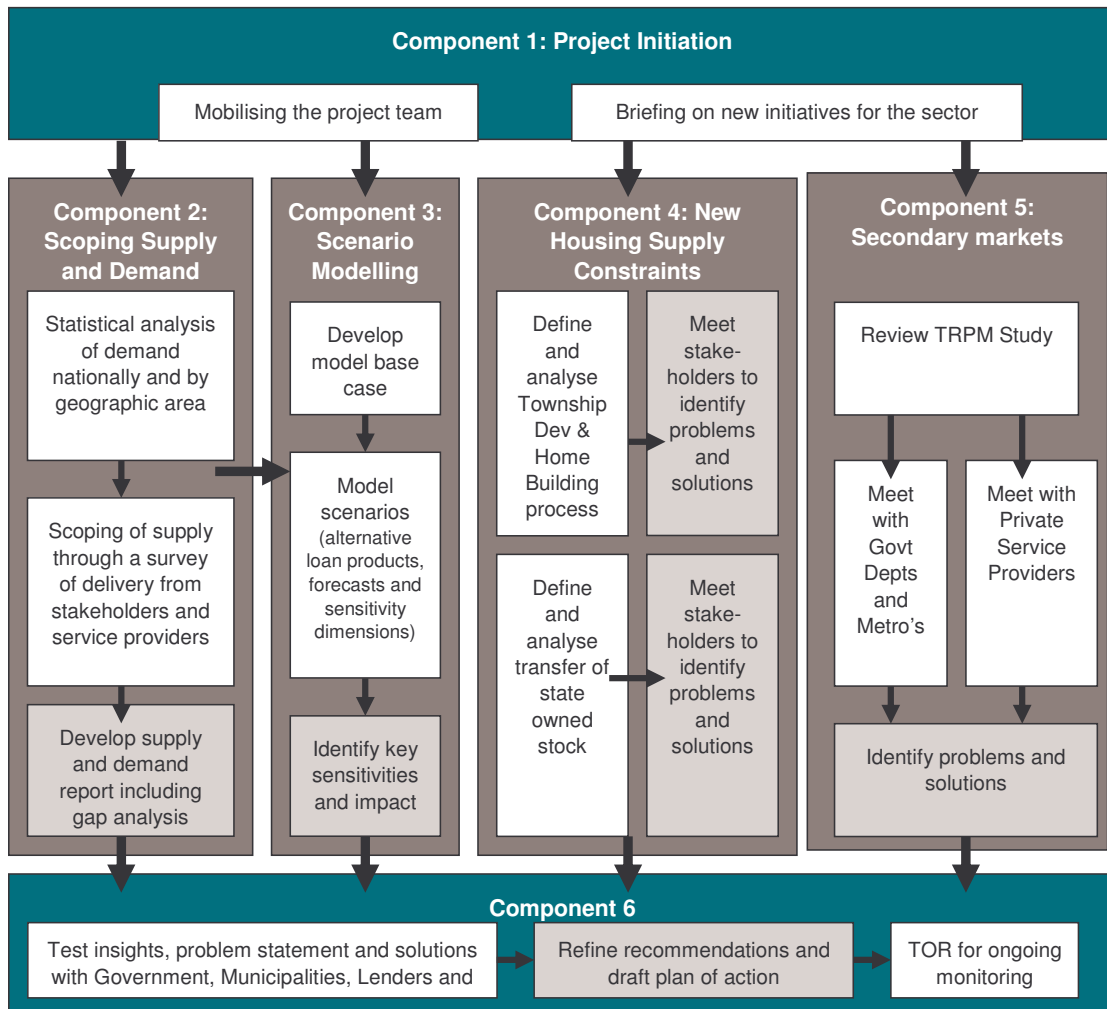 Component 1: Project Initiation
Mobilising the project team
Briefing on new initiatives for the sector
Component 2:
Scoping Supply
and Demand
Statistical analysis
of demand
nationally and by
geographic area
Scoping of supply
through a survey
of delivery from
stakeholders and
service providers
Develop supply
and demand
report including
gap analysis
Component 3:
Scenario
Modelling
Develop
model base
case
Model
scenarios
(alternative
loan products,
forecasts and
sensitivity
dimensions)
Identify key
sensitivities
and impact
Component 4: New
Housing Supply
Constraints
Define
and
analyse
Township
Dev &
Home
Building
process
Meet
stake-
holders to
identify
problems
and
solutions
Define
and
analyse
transfer of
state
owned
stock
Meet
stake-
holders to
identify
problems
and
solutions
Component 5:
Secondary markets
Review TRPM Study
Meet
with
Govt
Depts
and
Metro's
Meet with
Private
Service
Providers
Identify problems and
solutions
Component 6
Test insights, problem statement and solutions
with Government, Municipalities, Lenders and
Refine recommendations and
draft plan of action
TOR for ongoing
monitoring